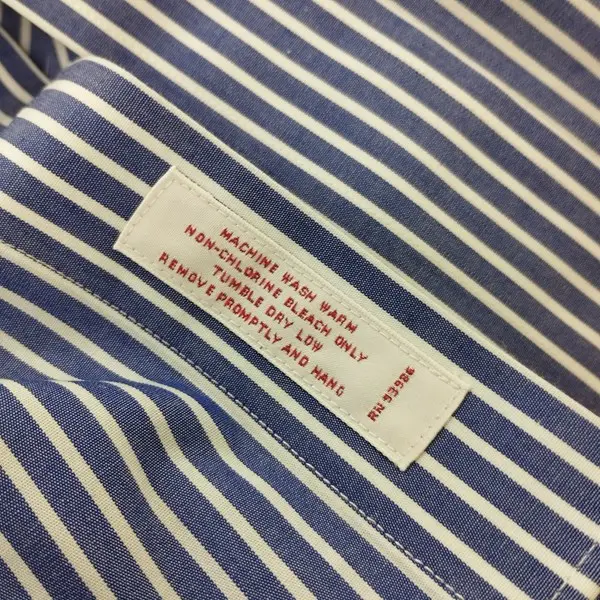 MACHINE WASH WARM
NON-CHLORINE BLEACH ONLY
TUMBLE DRY LOW
REMOVE PROMPTLY AND HANG
RN 93986